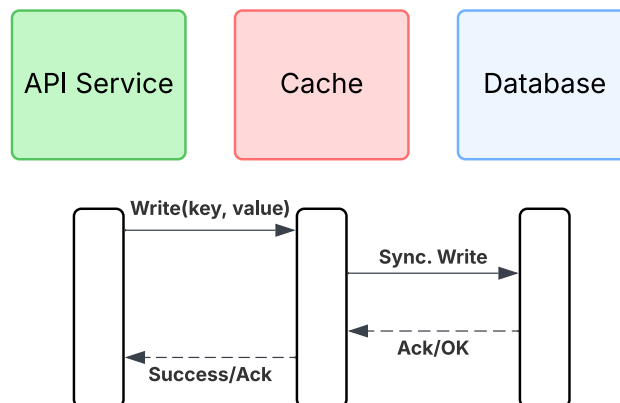 API Service
Cache
Database
Write(key, value)
Sync. Write
Ack/OK
Success/Ack